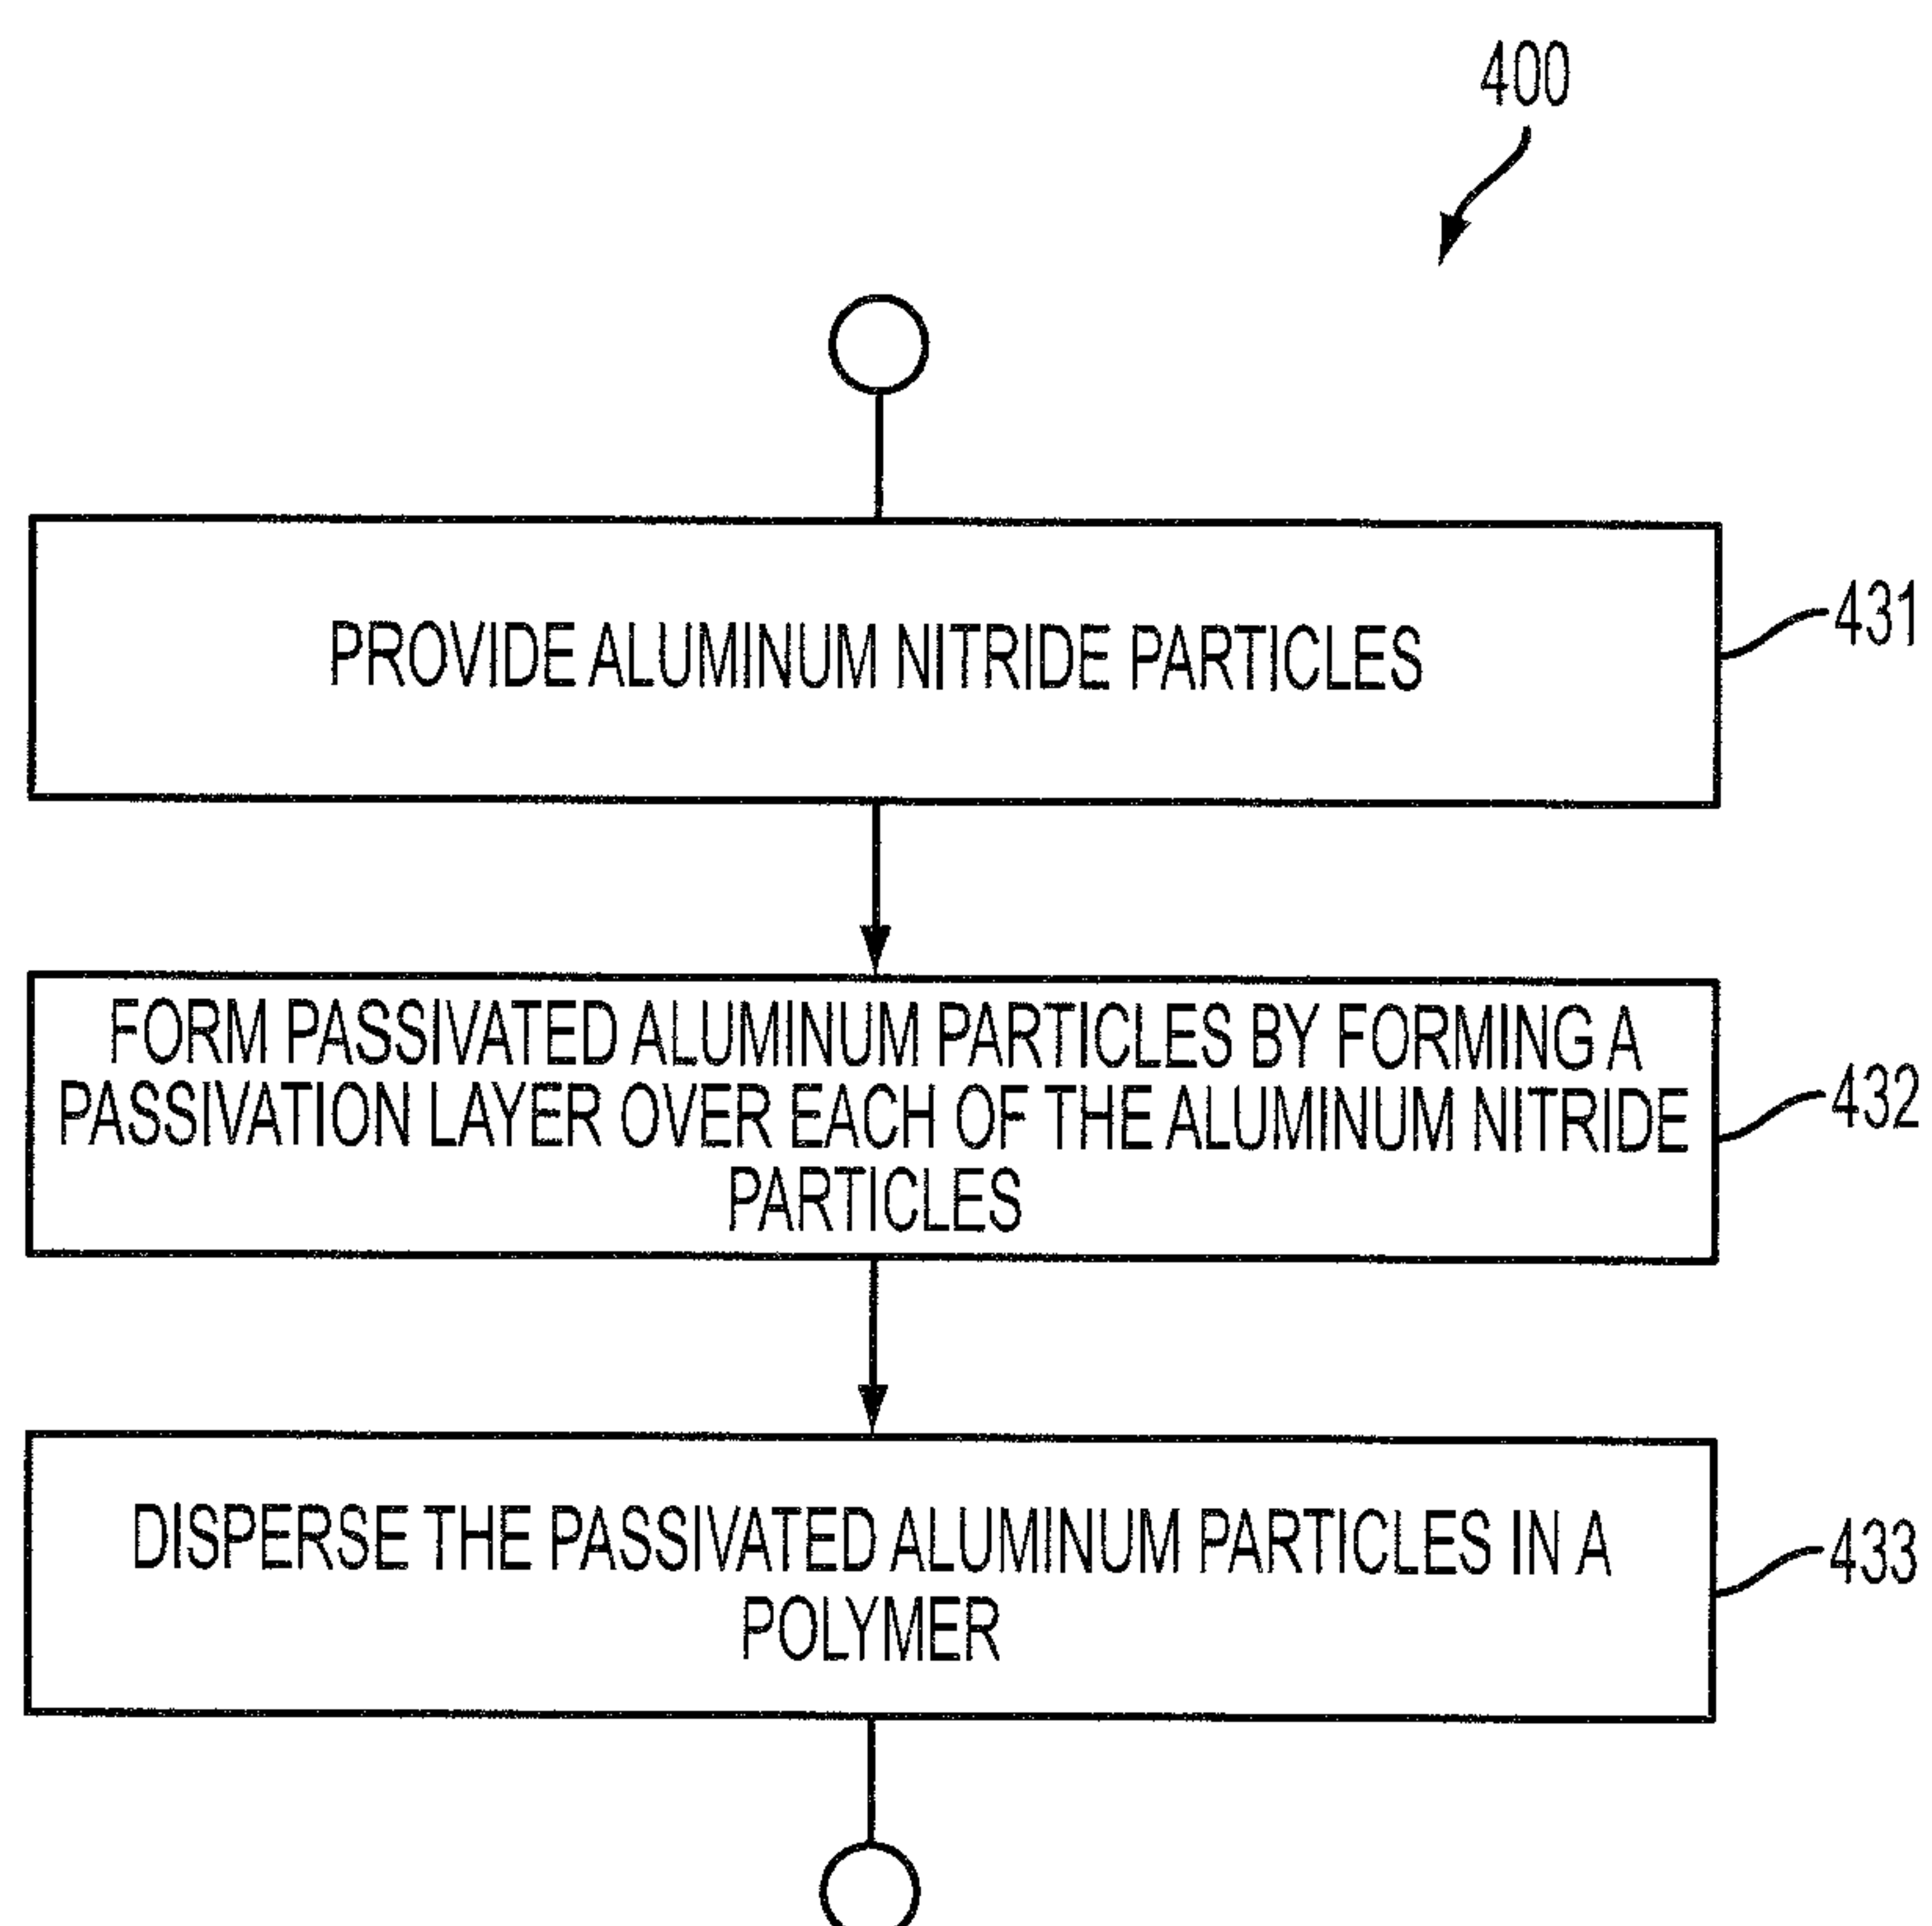 400
PROVIDE ALUMINUM NITRIDE PARTICLES
431
FORM PASSIVATED ALUMINUM PARTICLES BY FORMING A
PASSIVATION LAYER OVER EACH OF THE ALUMINUM NITRIDE
PARTICLES
432
DISPERSE THE PASSIVATED ALUMINUM PARTICLES IN A
POLYMER
433